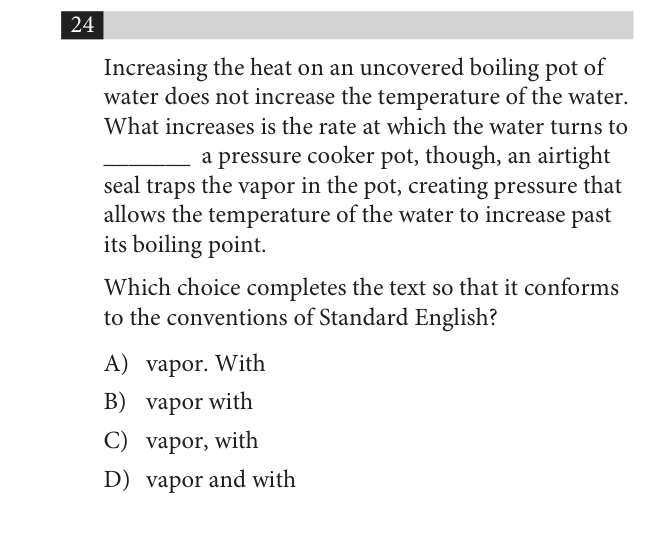 24
Increasing the heat on an uncovered boiling pot of
water does not increase the temperature of the water.
What increases is the rate at which the water turns to
_______ a pressure cooker pot, though, an airtight
seal traps the vapor in the pot, creating pressure that
allows the temperature of the water to increase past
its boiling point.
Which choice completes the text so that it conforms
to the conventions of Standard English?
A) vapor. With
B) vapor with
C) vapor, with
D) vapor and with